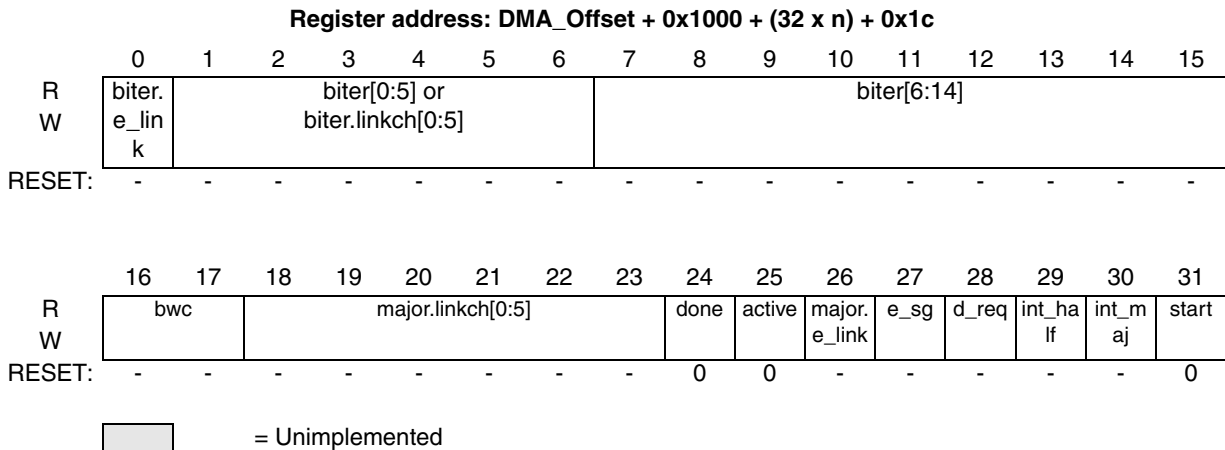 Register address: DMA_Offset + 0x1000 + (32 x n) + 0x1c
0 1 2 3 4 5 6 7 8 9 10 11 12 13 14 15
R biter. biter[0:5] or biter[6:14]
W e_lin biter.linkch[0:5]
k
RESET: - - - - - - - - - - - - - - - -
16 17 18 19 20 21 22 23 24 25 26 27 28 29 30 31
R bwc major.linkch[0:5] done active major. e_sg d_req int_ha int_m start
W e_link lf aj
RESET: - - - - - - - - 0 0 - - - - - 0
= Unimplemented